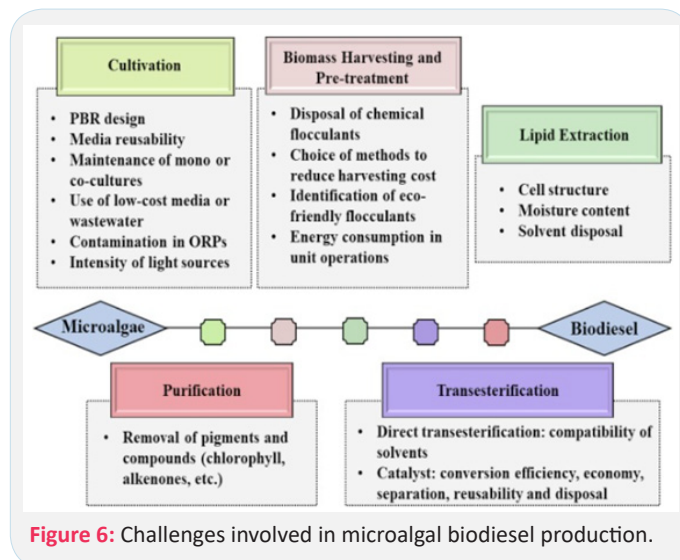 Cultivation
• PBR design
• Media reusability
• Maintenance of mono or
co-cultures
• Use of low-cost media or
wastewater
• Contamination in ORPs
• Intensity of light sources
Biomass Harvesting and
Pre-treatment
• Disposal of chemical
flocculants
• Choice of methods to
reduce harvesting cost
• Identification of eco-
friendly flocculants
• Energy consumption in
unit operations
Lipid Extraction
• Cell structure
• Moisture content
• Solvent disposal
Microalgae
Biodiesel
Purification
• Removal of pigments and
compounds (chlorophyll,
alkenones, etc.)
Transesterification
• Direct transesterification: compatibility of
solvents
• Catalyst: conversion efficiency, economy,
separation, reusability and disposal
Figure 6: Challenges involved in microalgal biodiesel production.